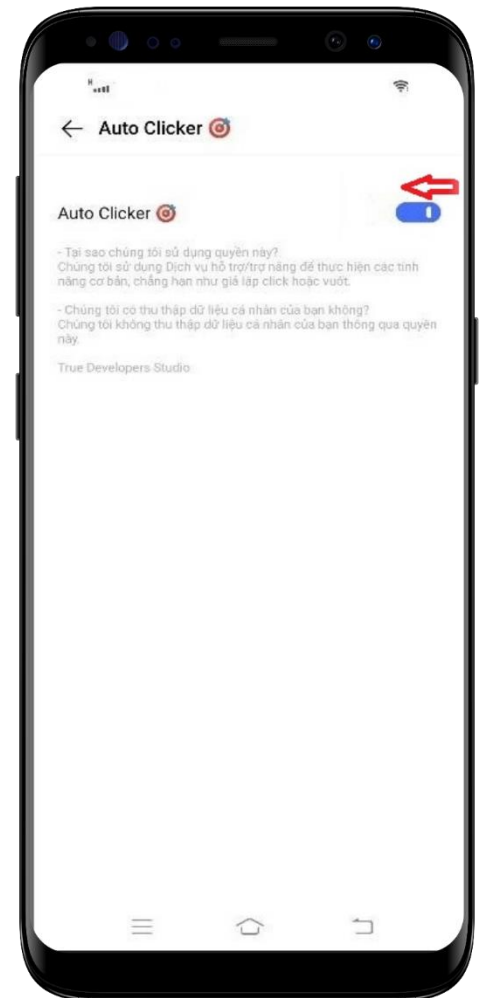 H
← Auto Clicker 🎯
Auto Clicker 🎯
- Tại sao chúng tôi sử dụng quyền này?
Chúng tôi sử dụng Dịch vụ hỗ trợ/trợ năng để thực hiện các tính
năng cơ bản, chẳng hạn như giả lập click hoặc vuốt.
- Chúng tôi có thu thập dữ liệu cá nhân của bạn không?
Chúng tôi không thu thập dữ liệu cá nhân của bạn thông qua quyền
này.
True Developers Studio